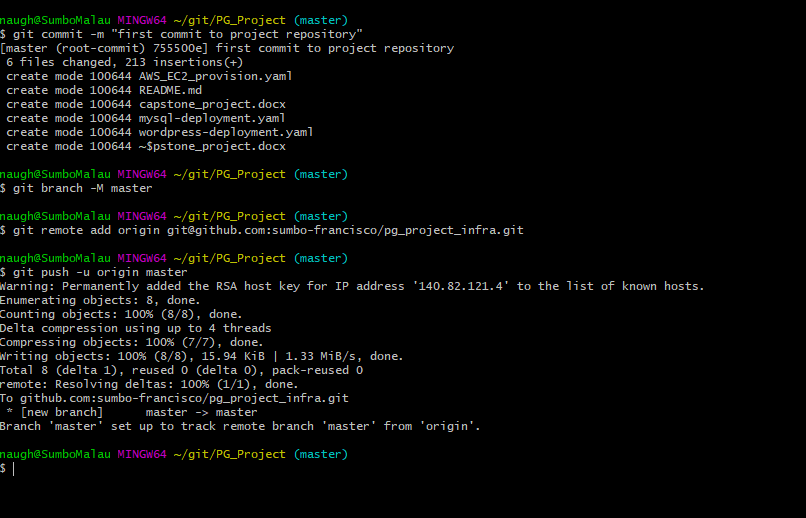 naugh@SumboMalau MINGW64 ~/git/PG_Project (master)
$ git commit -m "first commit to project repository"
[master (root-commit) 755500e] first commit to project repository
 6 files changed, 213 insertions(+)
 create mode 100644 AWS_EC2_provision.yaml
 create mode 100644 README.md
 create mode 100644 capstone_project.docx
 create mode 100644 mysql-deployment.yaml
 create mode 100644 wordpress-deployment.yaml
 create mode 100644 ~$pstone_project.docx
naugh@SumboMalau MINGW64 ~/git/PG_Project (master)
$ git branch -M master
naugh@SumboMalau MINGW64 ~/git/PG_Project (master)
$ git remote add origin git@github.com:sumbo-francisco/pg_project_infra.git
naugh@SumboMalau MINGW64 ~/git/PG_Project (master)
$ git push -u origin master
Warning: Permanently added the RSA host key for IP address '140.82.121.4' to the list of known hosts.
Enumerating objects: 8, done.
Counting objects: 100% (8/8), done.
Delta compression using up to 4 threads
Compressing objects: 100% (7/7), done.
Writing objects: 100% (8/8), 15.94 KiB | 1.33 MiB/s, done.
Total 8 (delta 1), reused 0 (delta 0), pack-reused 0
remote: Resolving deltas: 100% (1/1), done.
To github.com:sumbo-francisco/pg_project_infra.git
 * [new branch]      master -> master
Branch 'master' set up to track remote branch 'master' from 'origin'.
naugh@SumboMalau MINGW64 ~/git/PG_Project (master)
$